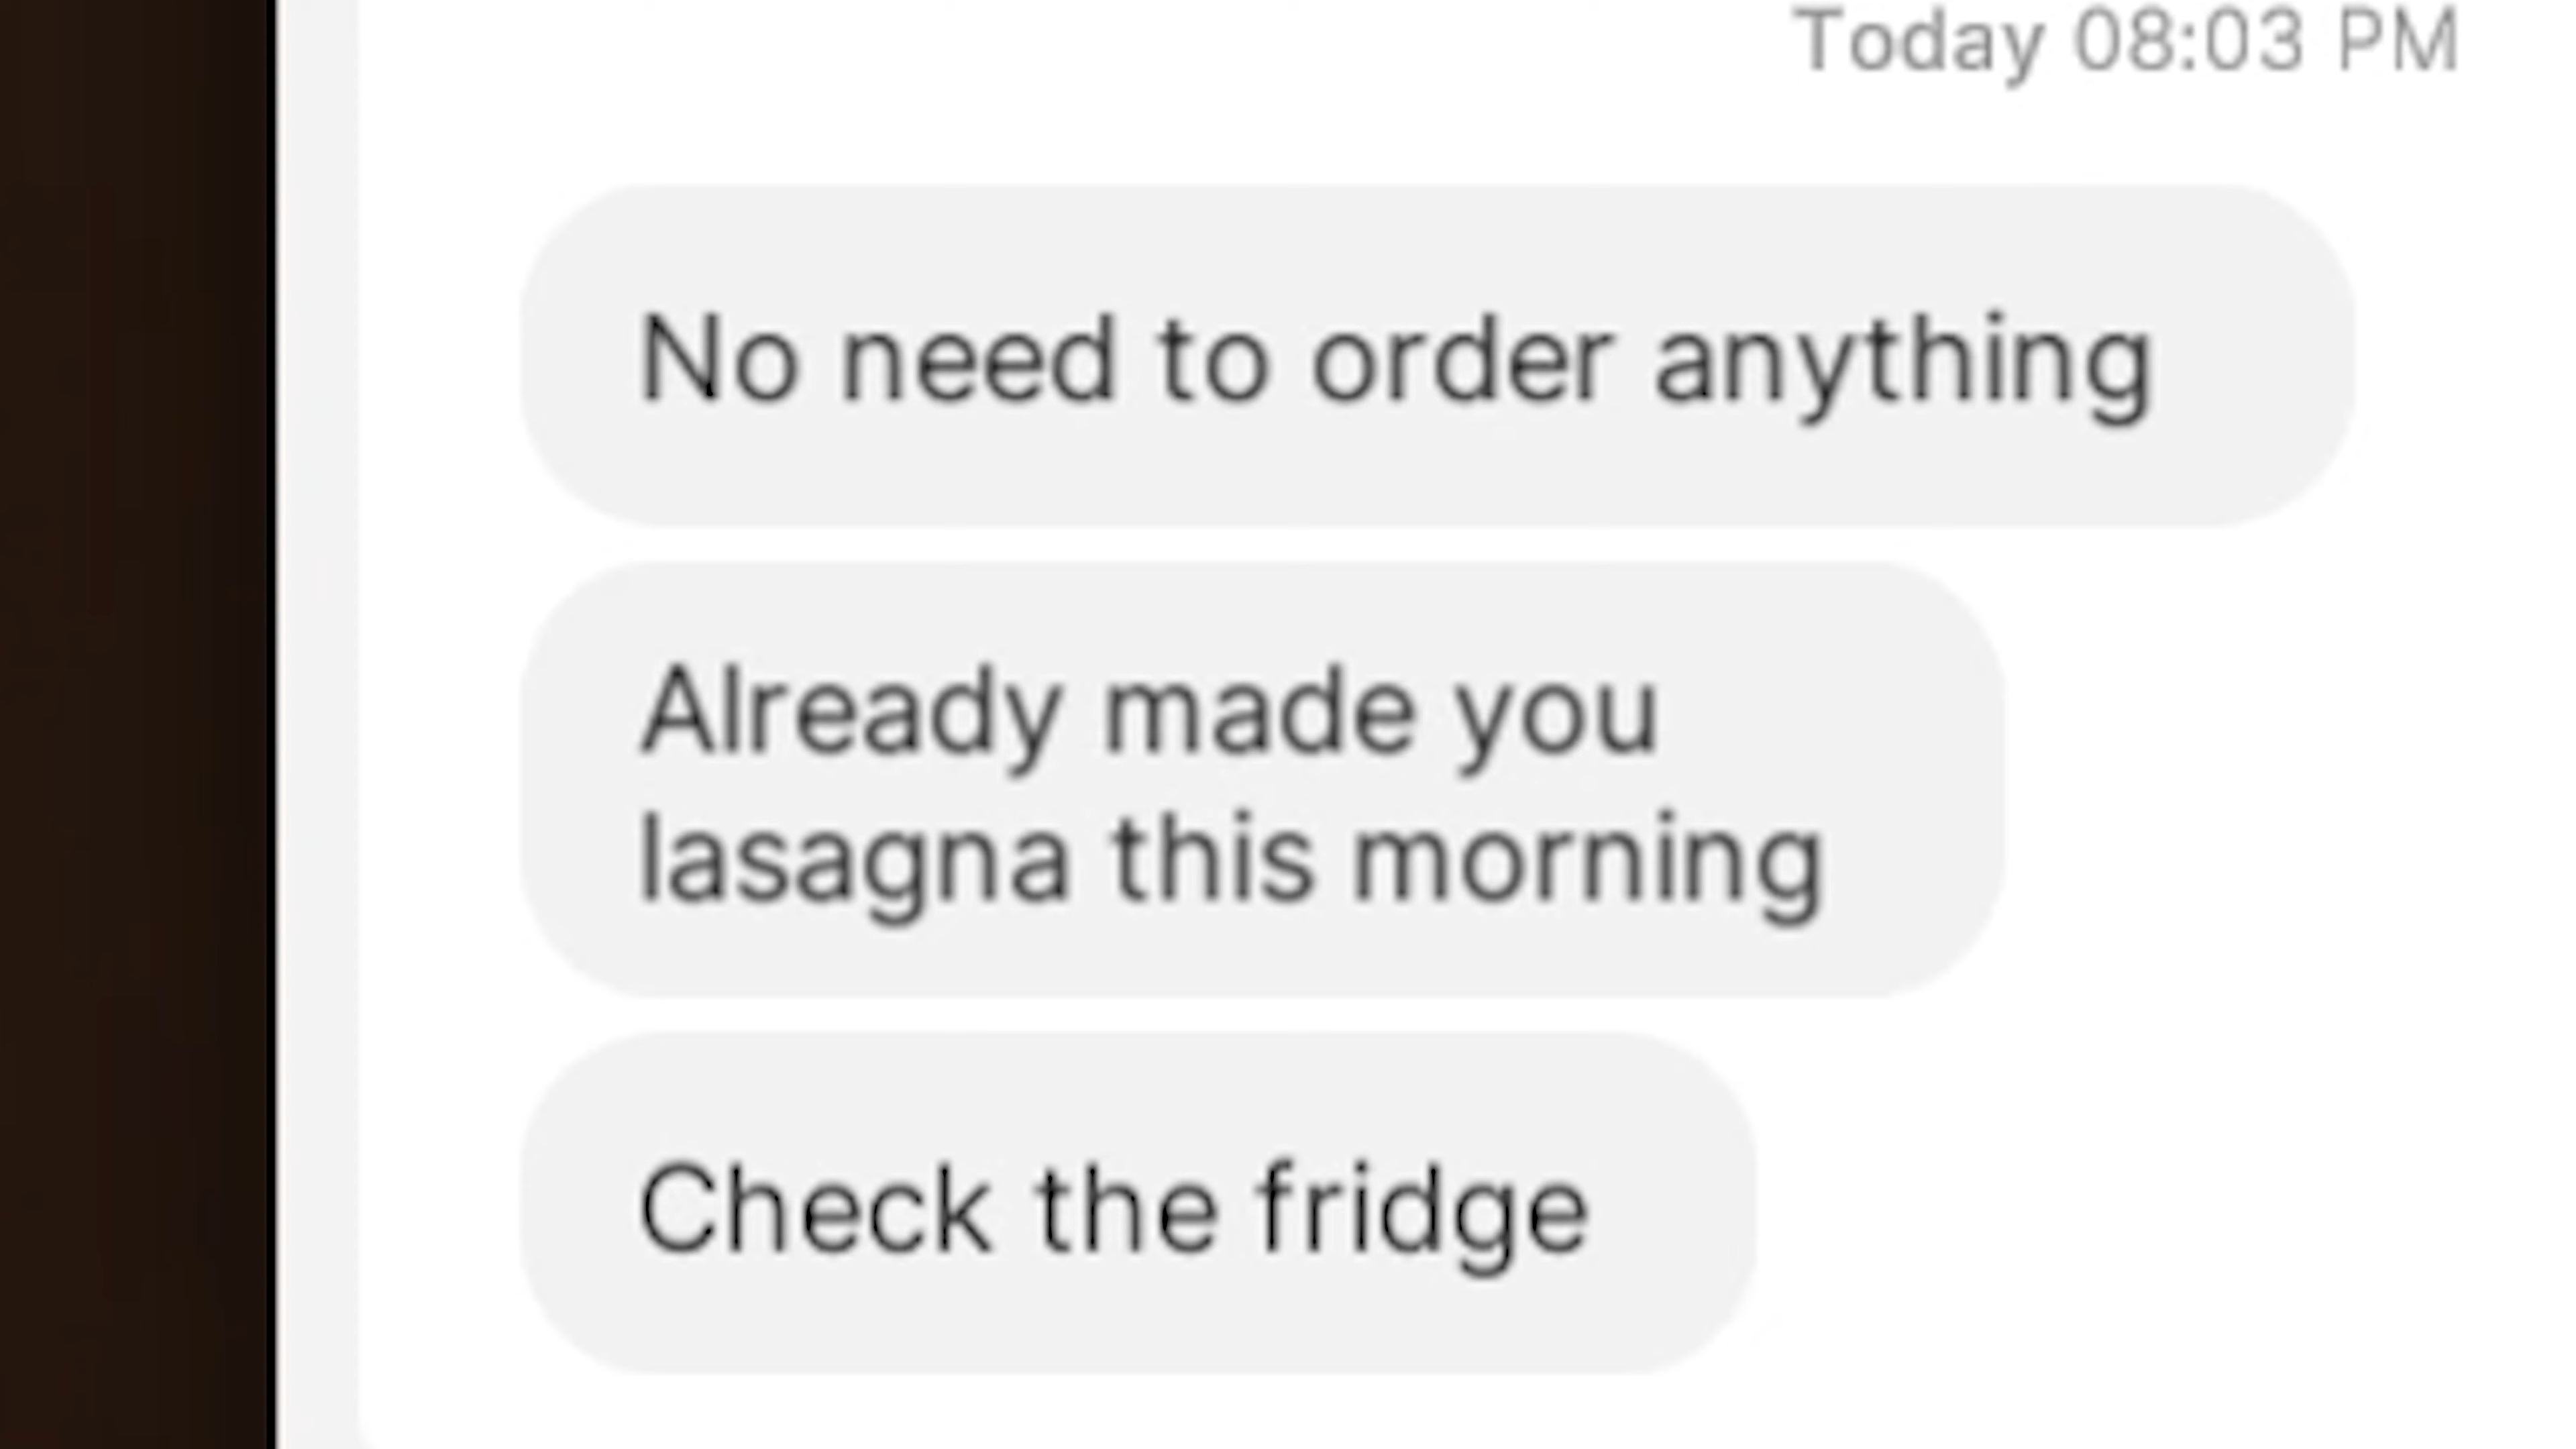 Today 08:03 PM
No need to order anything
Already made you
lasagna this morning
Check the fridge